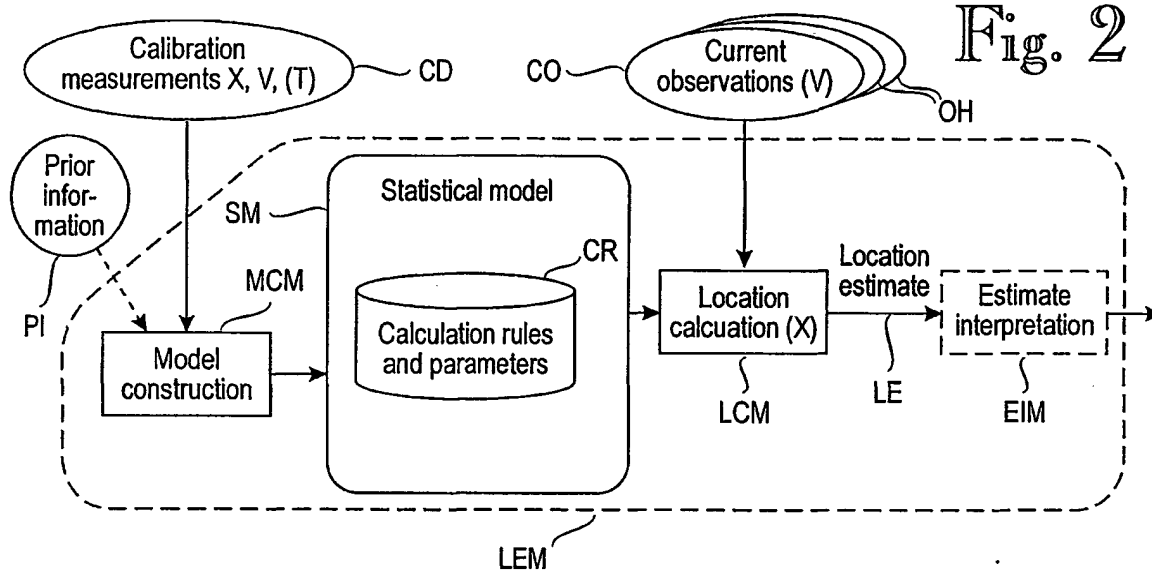 Fig. 2
Calibration
measurements X, V, (T)
CD
CO
Current
observations (V)
OH
Prior
infor-
mation
PI
SM
Statistical model
MCM
CR
Calculation rules
and parameters
Model
construction
Location
calcuation (X)
LCM
Location
estimate
LE
Estimate
interpretation
EIM
LEM